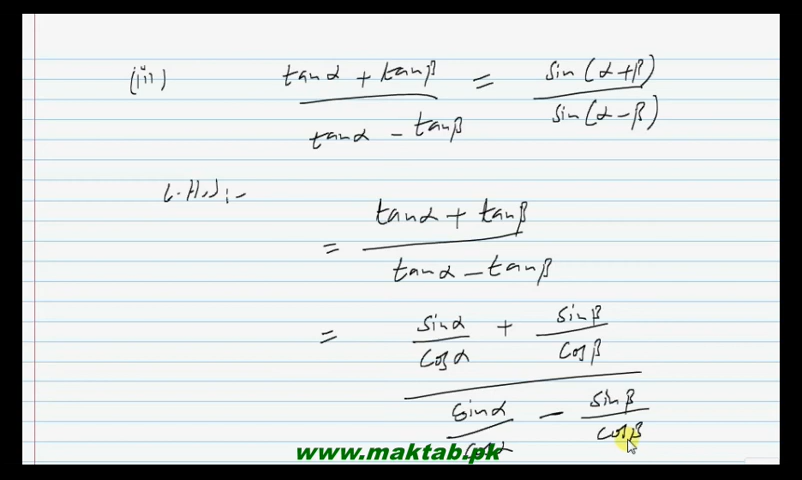 (iii) tanα + tanβ = sin(α+β)
tanα - tanβ sin(α-β)
L.H.S:-
= tanα + tanβ
tanα - tanβ
= sinα + sinβ
cosα cosβ
sinα - sinβ
cosα cosβ
www.maktab.pk